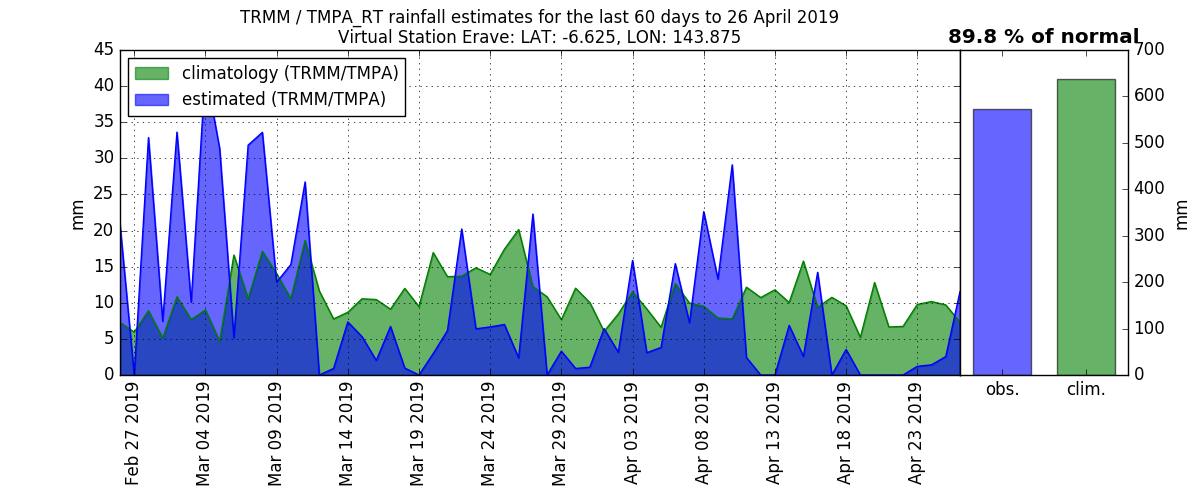 TRMM / TMPA_RT rainfall estimates for the last 60 days to 26 April 2019
Virtual Station Erave: LAT: -6.625, LON: 143.875
89.8 % of normal
climatology (TRMM/TMPA)
estimated (TRMM/TMPA)
45
40
35
30
25
20
15
10
5
0
mm
Feb 27 2019
Mar 04 2019
Mar 09 2019
Mar 14 2019
Mar 19 2019
Mar 24 2019
Mar 29 2019
Apr 03 2019
Apr 08 2019
Apr 13 2019
Apr 18 2019
Apr 23 2019
obs.
clim.
700
600
500
400
300
200
100
0
mm